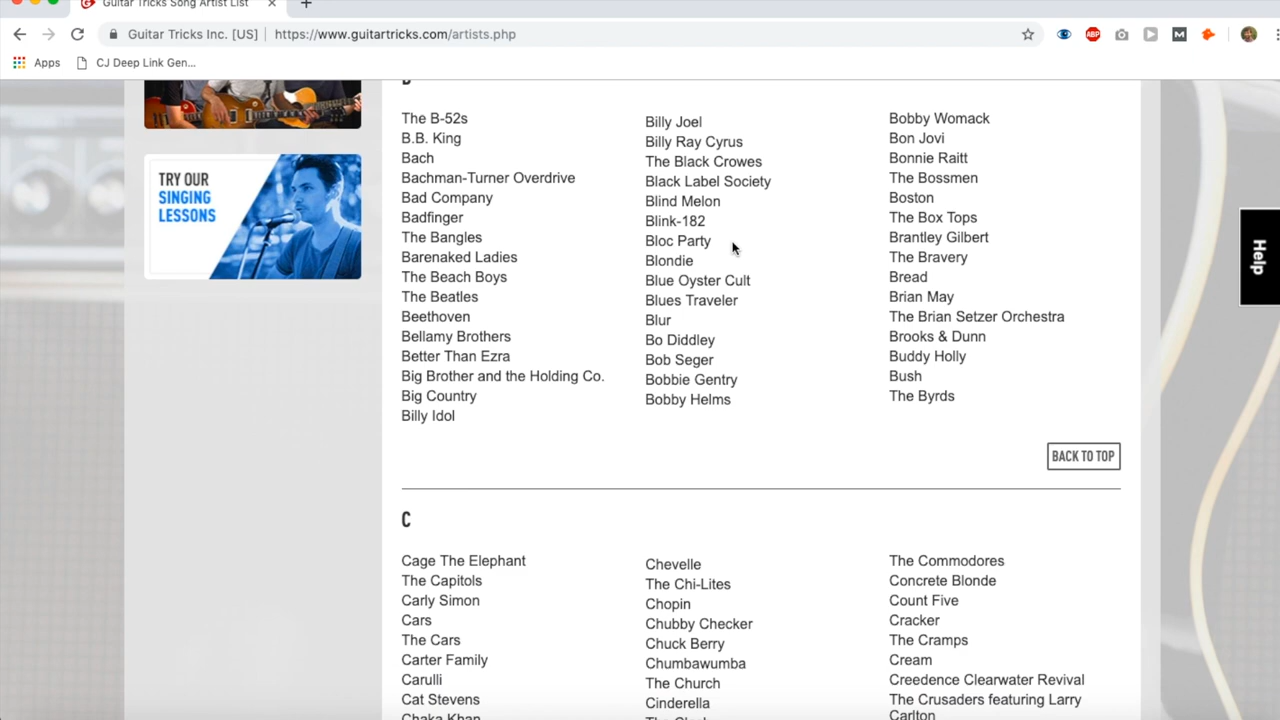 Guitar Tricks Song Artist List
Guitar Tricks Inc. [US] | https://www.guitartricks.com/artists.php
ABP
M
Apps
CJ Deep Link Gen...
TRY OUR
SINGING
LESSONS
The B-52s
B.B. King
Bach
Bachman-Turner Overdrive
Bad Company
Badfinger
The Bangles
Barenaked Ladies
The Beach Boys
The Beatles
Beethoven
Bellamy Brothers
Better Than Ezra
Big Brother and the Holding Co.
Big Country
Billy Idol
Billy Joel
Billy Ray Cyrus
The Black Crowes
Black Label Society
Blind Melon
Blink-182
Bloc Party
Blondie
Blue Oyster Cult
Blues Traveler
Blur
Bo Diddley
Bob Seger
Bobbie Gentry
Bobby Helms
Bobby Womack
Bon Jovi
Bonnie Raitt
The Bossmen
Boston
The Box Tops
Brantley Gilbert
The Bravery
Bread
Brian May
The Brian Setzer Orchestra
Brooks & Dunn
Buddy Holly
Bush
The Byrds
BACK TO TOP
C
Cage The Elephant
The Capitols
Carly Simon
Cars
The Cars
Carter Family
Carulli
Cat Stevens
Chaka Khan
Chevelle
The Chi-Lites
Chopin
Chubby Checker
Chuck Berry
Chumbawumba
The Church
Cinderella
The Commodores
Concrete Blonde
Count Five
Cracker
The Cramps
Cream
Creedence Clearwater Revival
The Crusaders featuring Larry
Carlton
Help